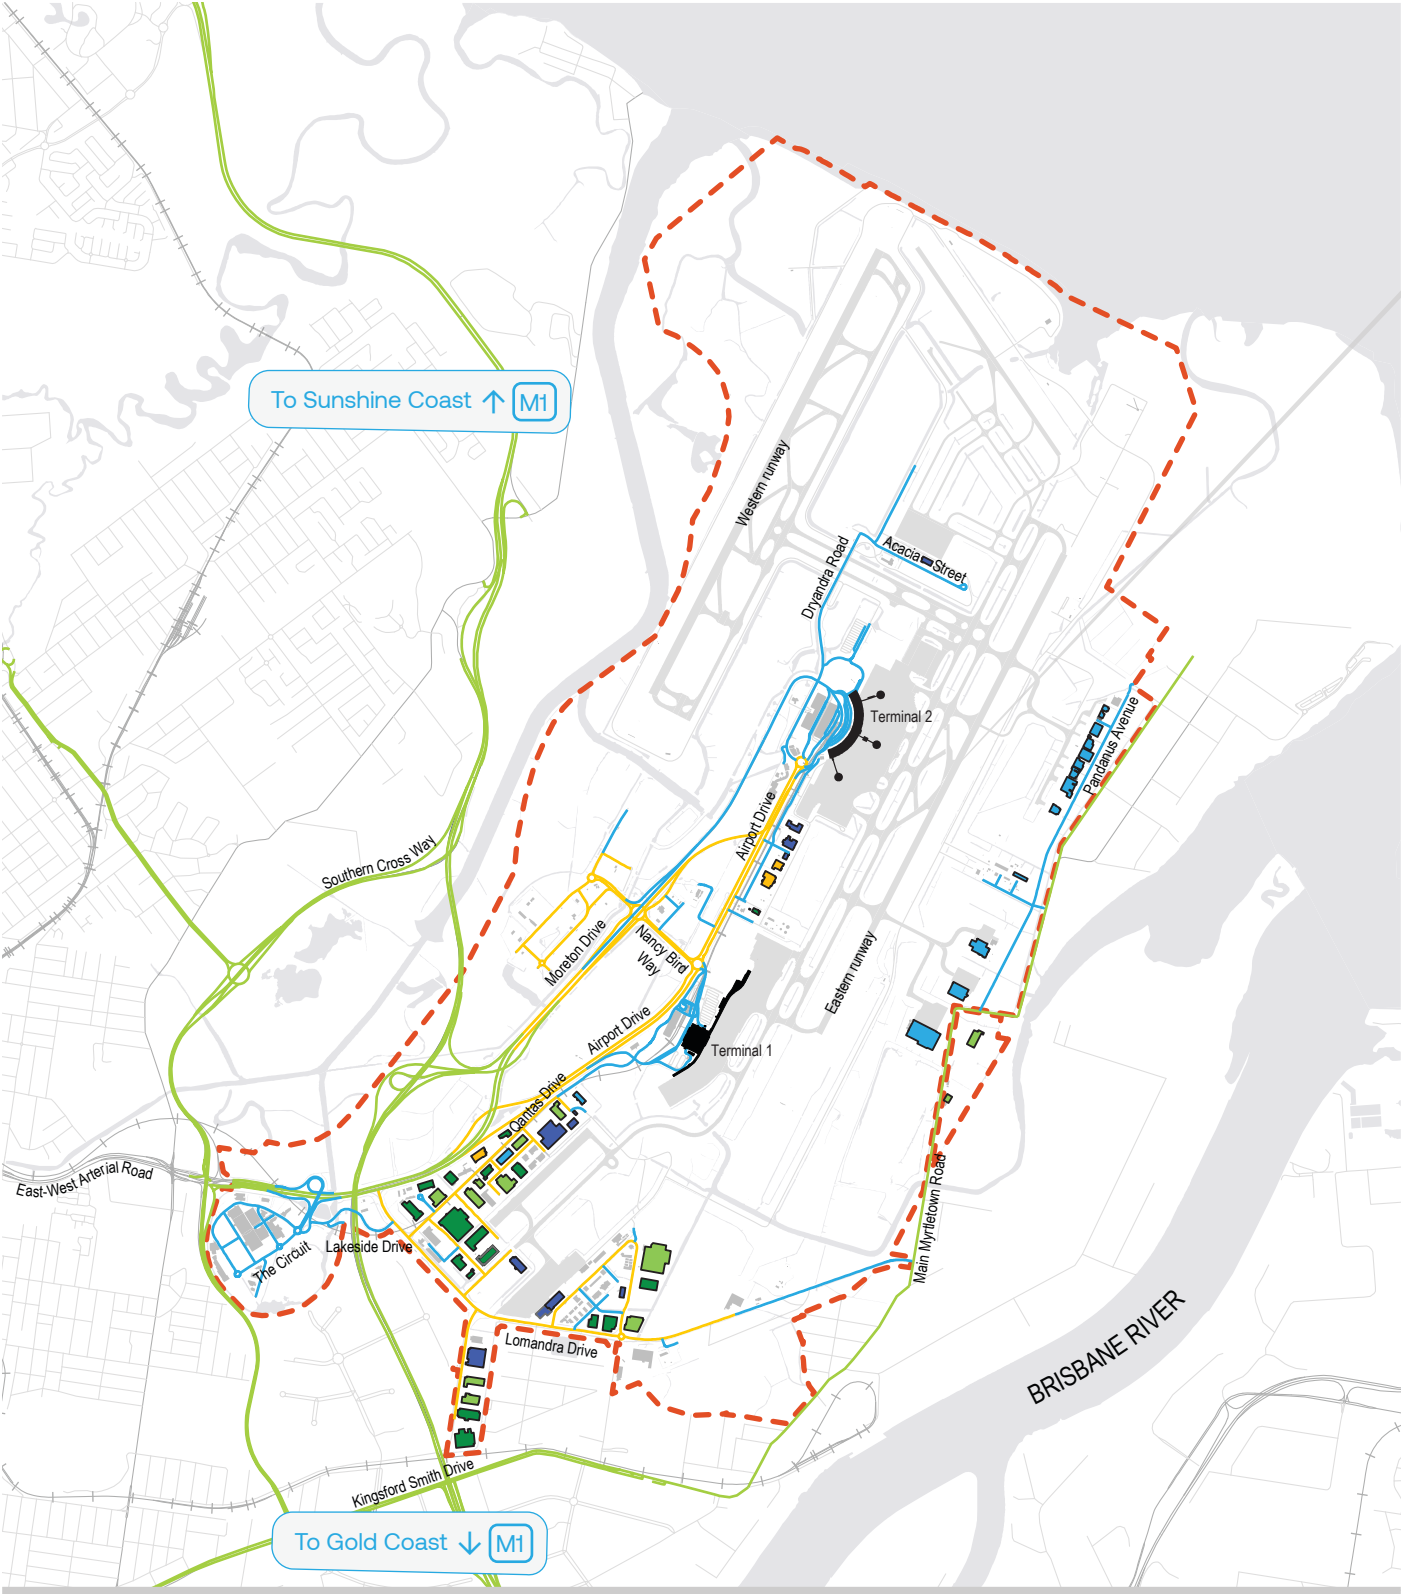 To Sunshine Coast ↑ M1
Western runway
Dryandra Road
Acacia Street
Terminal 2
Pandanus Avenue
Airport Drive
Southern Cross Way
Moreton Drive
Nancy Bird
Way
Eastern runway
Airport Drive
Terminal 1
Qantas Drive
East-West Arterial Road
Main Myrtletown Road
Lakeside Drive
The Circuit
Lomandra Drive
BRISBANE RIVER
Kingsford Smith Drive
To Gold Coast ↓ M1